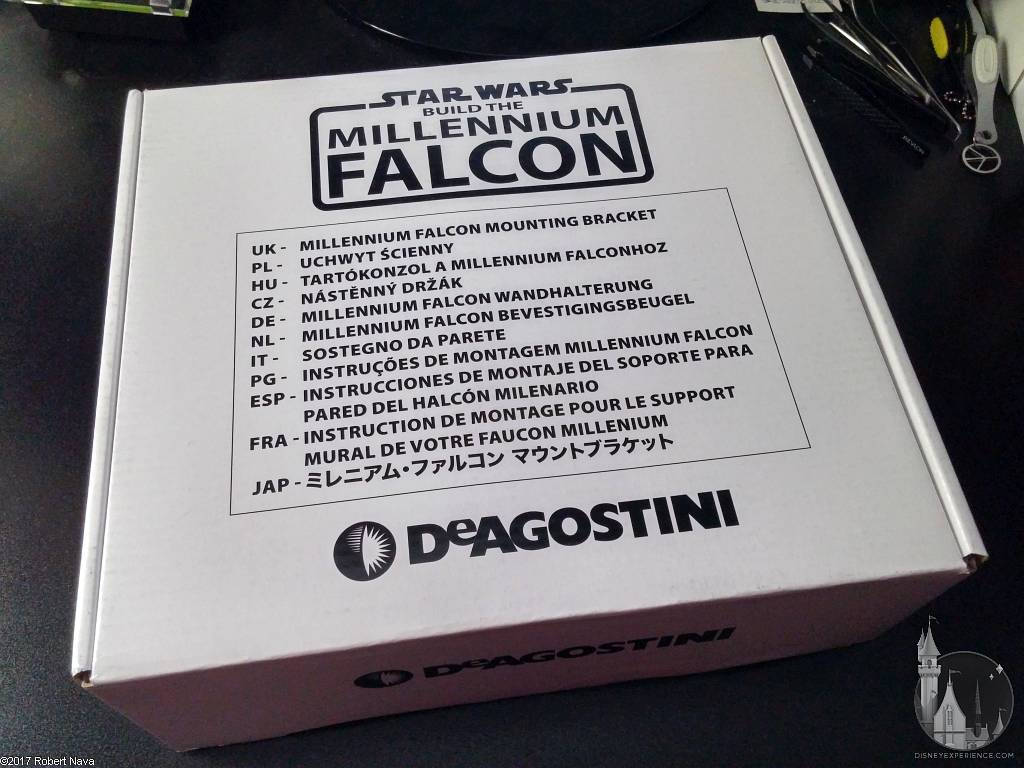 STAR WARS
BUILD THE
MILLENNIUM
FALCON
UK - MILLENNIUM FALCON MOUNTING BRACKET
PL - UCHWYT ŚCIENNY
HU - TARTÓKONZOL A MILLENNIUM FALCONHOZ
CZ - NÁSTĚNNÝ DRŽÁK
DE - MILLENNIUM FALCON WANDHALTERUNG
NL - MILLENNIUM FALCON BEVESTIGINGSBEUGEL
IT - SOSTEGNO DA PARETE
PG - INSTRUÇÕES DE MONTAGEM MILLENNIUM FALCON
ESP - INSTRUCCIONES DE MONTAJE DEL SOPORTE PARA
PARED DEL HALCÓN MILENARIO
FRA - INSTRUCTION DE MONTAGE POUR LE SUPPORT
MURAL DE VOTRE FAUCON MILLENIUM
JAP - ミレニアム・ファルコン マウントブラケット
DeAGOSTINI
DeAGOSTINI
REVLON
©2017 Robert Nava
DISNEYEXPERIENCE.COM